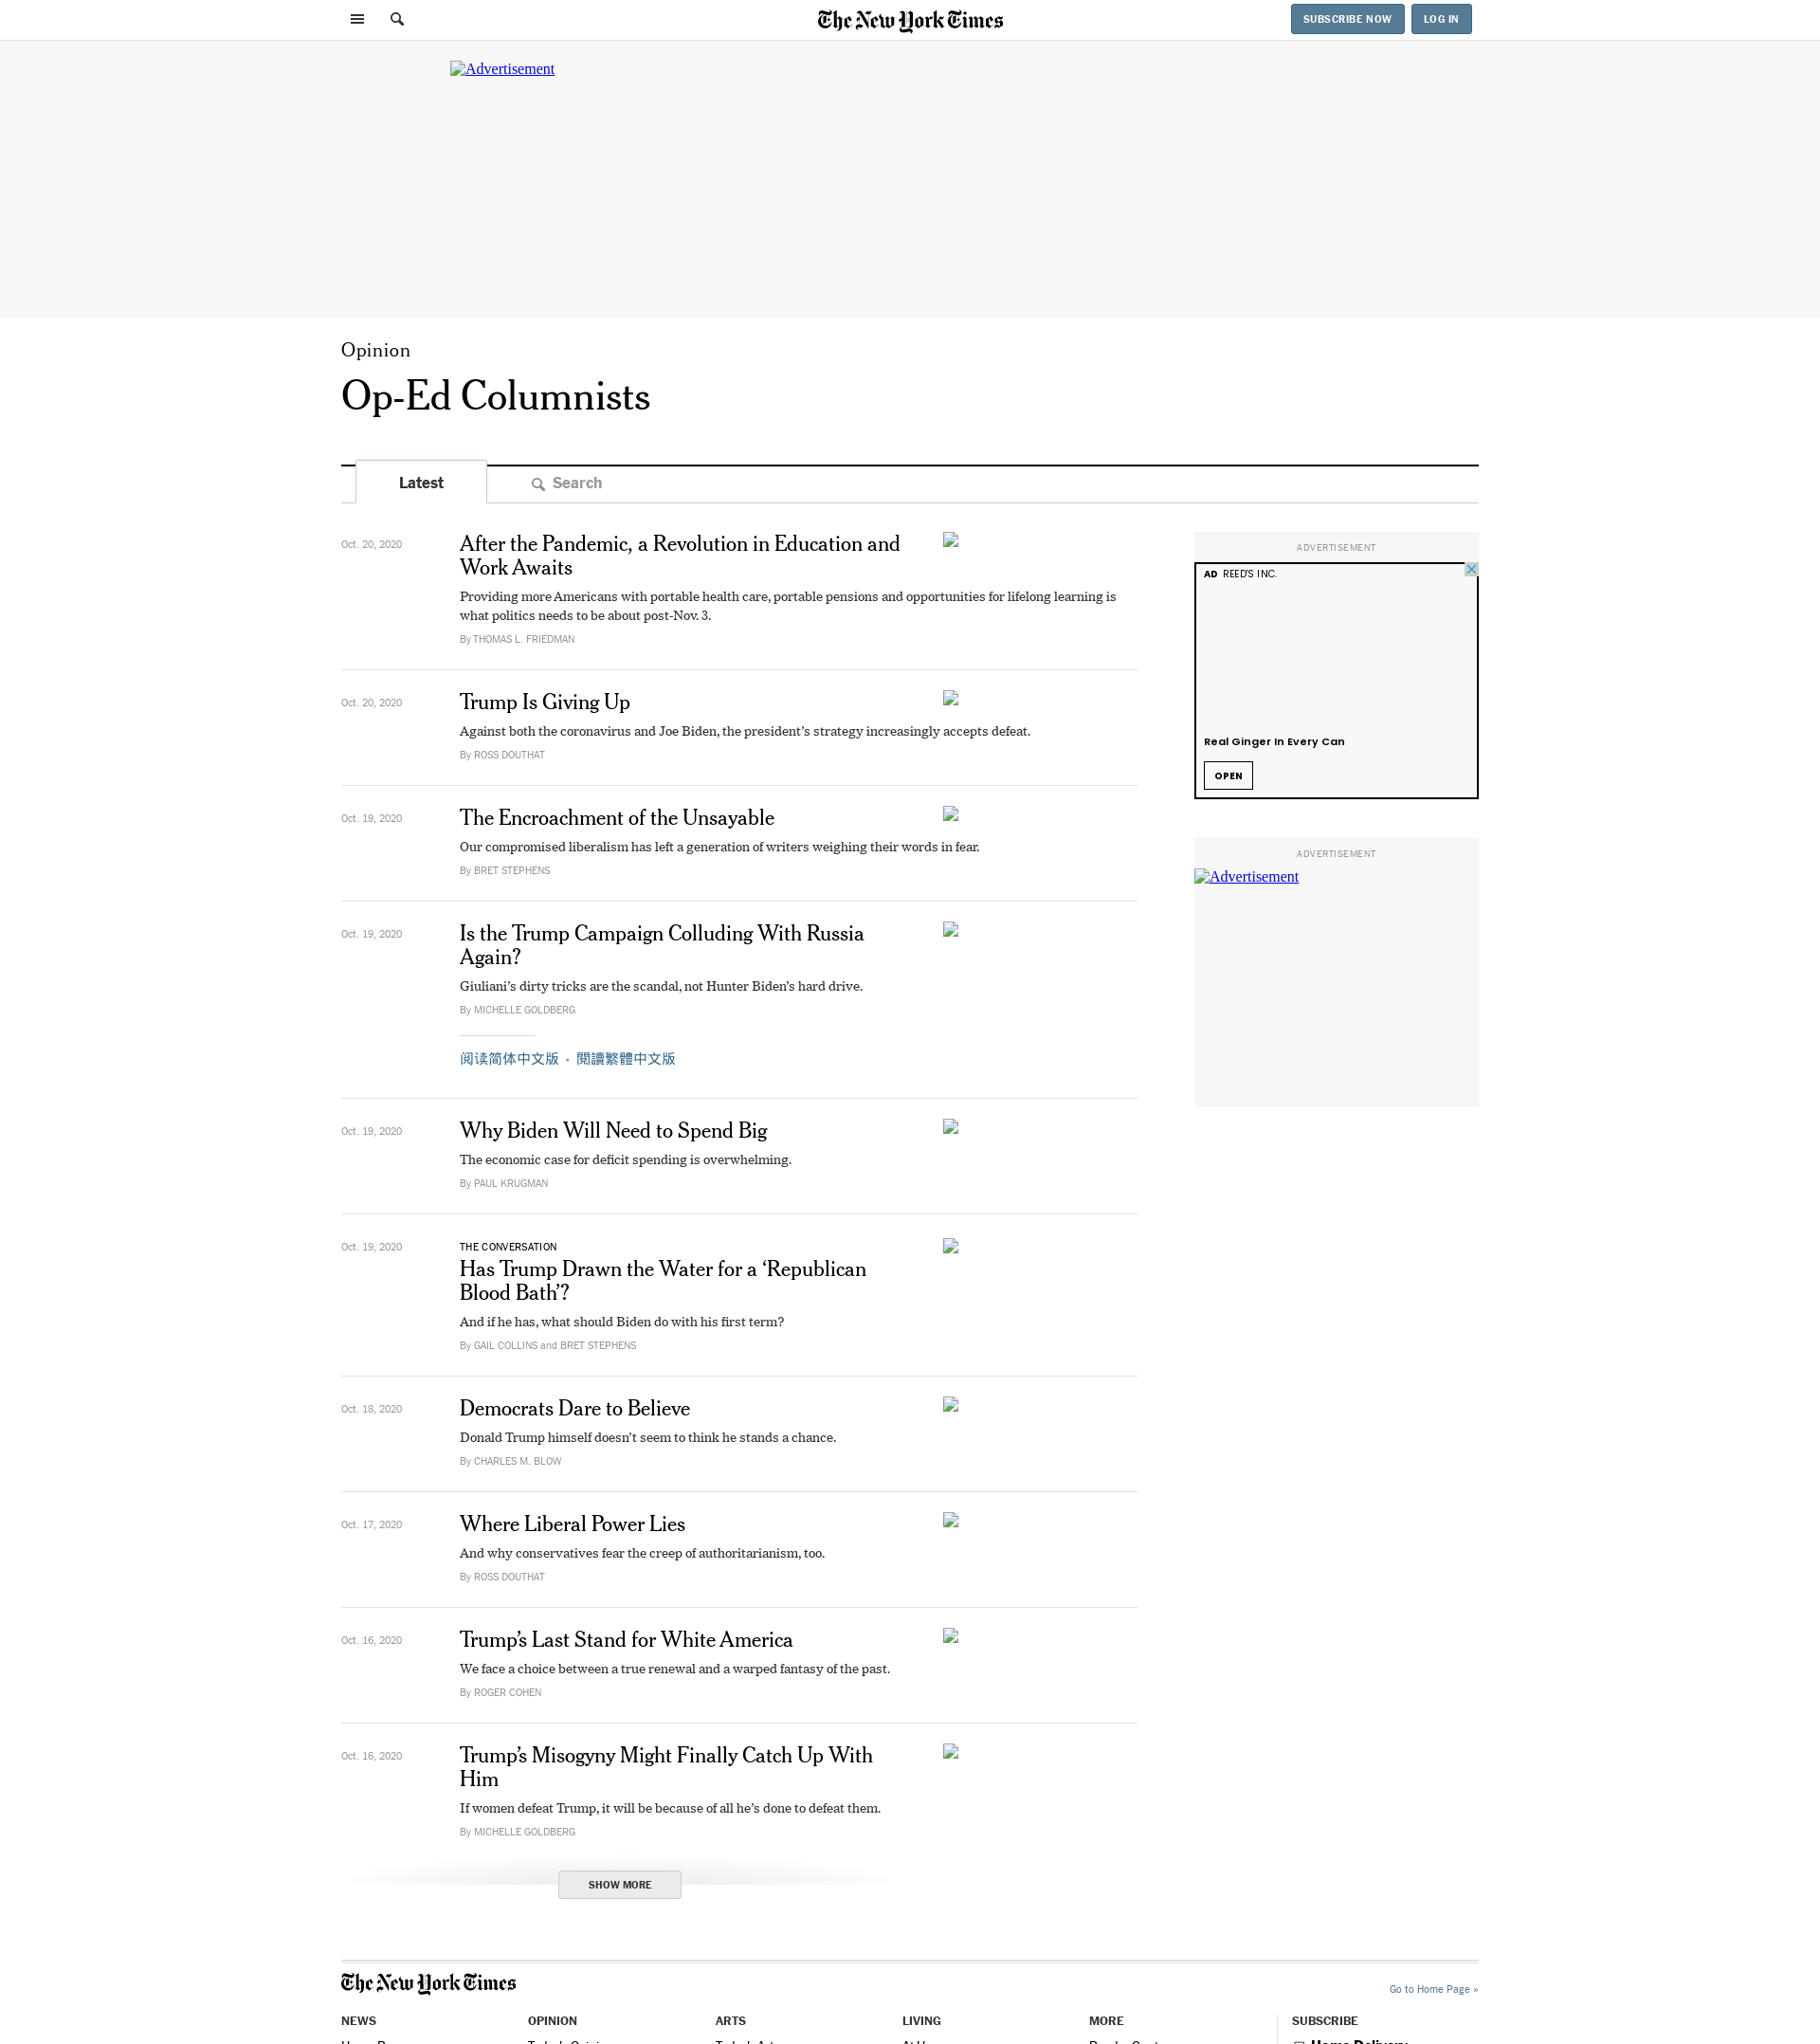 The New York Times
SUBSCRIBE NOW
LOG IN
Advertisement
Opinion
Op-Ed Columnists
Latest
Search
Oct. 20, 2020
After the Pandemic, a Revolution in Education and
Work Awaits
Providing more Americans with portable health care, portable pensions and opportunities for lifelong learning is
what politics needs to be about post-Nov. 3.
By THOMAS L. FRIEDMAN
Oct. 20, 2020
Trump Is Giving Up
Against both the coronavirus and Joe Biden, the president’s strategy increasingly accepts defeat.
By ROSS DOUTHAT
Oct. 19, 2020
The Encroachment of the Unsayable
Our compromised liberalism has left a generation of writers weighing their words in fear.
By BRET STEPHENS
Oct. 19, 2020
Is the Trump Campaign Colluding With Russia
Again?
Giuliani’s dirty tricks are the scandal, not Hunter Biden’s hard drive.
By MICHELLE GOLDBERG
阅读简体中文版 • 閱讀繁體中文版
Oct. 19, 2020
Why Biden Will Need to Spend Big
The economic case for deficit spending is overwhelming.
By PAUL KRUGMAN
Oct. 19, 2020
THE CONVERSATION
Has Trump Drawn the Water for a ‘Republican
Blood Bath’?
And if he has, what should Biden do with his first term?
By GAIL COLLINS and BRET STEPHENS
Oct. 18, 2020
Democrats Dare to Believe
Donald Trump himself doesn’t seem to think he stands a chance.
By CHARLES M. BLOW
Oct. 17, 2020
Where Liberal Power Lies
And why conservatives fear the creep of authoritarianism, too.
By ROSS DOUTHAT
Oct. 16, 2020
Trump’s Last Stand for White America
We face a choice between a true renewal and a warped fantasy of the past.
By ROGER COHEN
Oct. 16, 2020
Trump’s Misogyny Might Finally Catch Up With
Him
If women defeat Trump, it will be because of all he’s done to defeat them.
By MICHELLE GOLDBERG
SHOW MORE
ADVERTISEMENT
AD REED'S INC.
Real Ginger In Every Can
OPEN
ADVERTISEMENT
Advertisement
The New York Times
Go to Home Page »
NEWS
OPINION
ARTS
LIVING
MORE
SUBSCRIBE